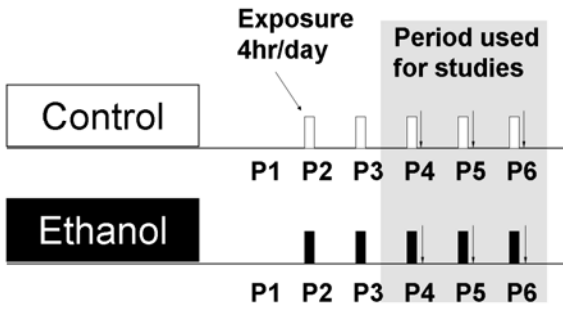 Exposure
4hr/day
Period used
for studies
Control
P1 P2 P3 P4 P5 P6
Ethanol
P1 P2 P3 P4 P5 P6